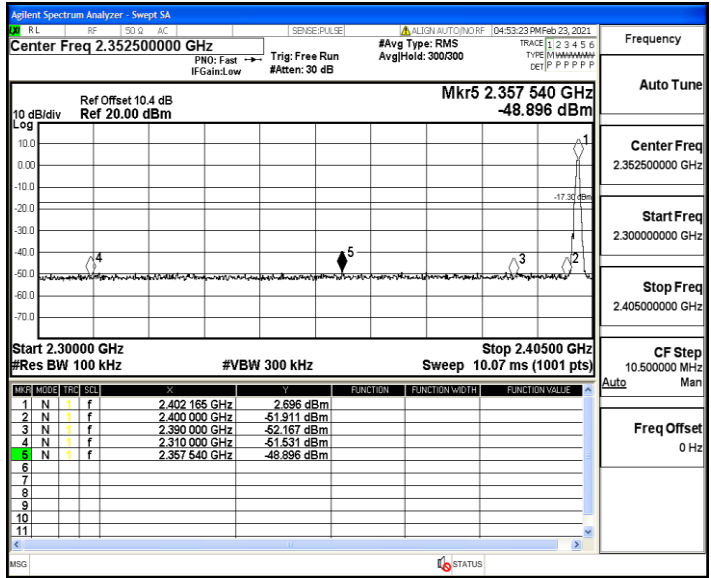 Agilent Spectrum Analyzer - Swept SA
RL RF 50 Ω AC SENSE:PULSE ALIGN AUTO/NO RF 04:53:23 PM Feb 23, 2021
Center Freq 2.352500000 GHz
PNO: Fast
IFGain:Low
Trig: Free Run
#Atten: 30 dB
#Avg Type: RMS
Avg|Hold: 300/300
TRACE 1 2 3 4 5 6
TYPE M WWWWW
DET P P P P P P
Ref Offset 10.4 dB
10 dB/div Ref 20.00 dBm
Log
Mkr5 2.357 540 GHz
-48.896 dBm
10.0
0.00
-10.0
-20.0
-30.0
-40.0
-50.0
-60.0
-70.0
1
-17.30 dBm
4
5
3
2
Start 2.30000 GHz Stop 2.40500 GHz
#Res BW 100 kHz #VBW 300 kHz Sweep 10.07 ms (1001 pts)
MKR MODE TRC SCL X Y FUNCTION FUNCTION WIDTH FUNCTION VALUE
1 N 1 f 2.402 165 GHz 2.696 dBm
2 N 1 f 2.400 000 GHz -51.911 dBm
3 N 1 f 2.390 000 GHz -52.167 dBm
4 N 1 f 2.310 000 GHz -51.531 dBm
5 N 1 f 2.357 540 GHz -48.896 dBm
6
7
8
9
10
11
MSG STATUS
Frequency
Auto Tune
Center Freq
2.352500000 GHz
Start Freq
2.300000000 GHz
Stop Freq
2.405000000 GHz
CF Step
10.500000 MHz
Auto Man
Freq Offset
0 Hz